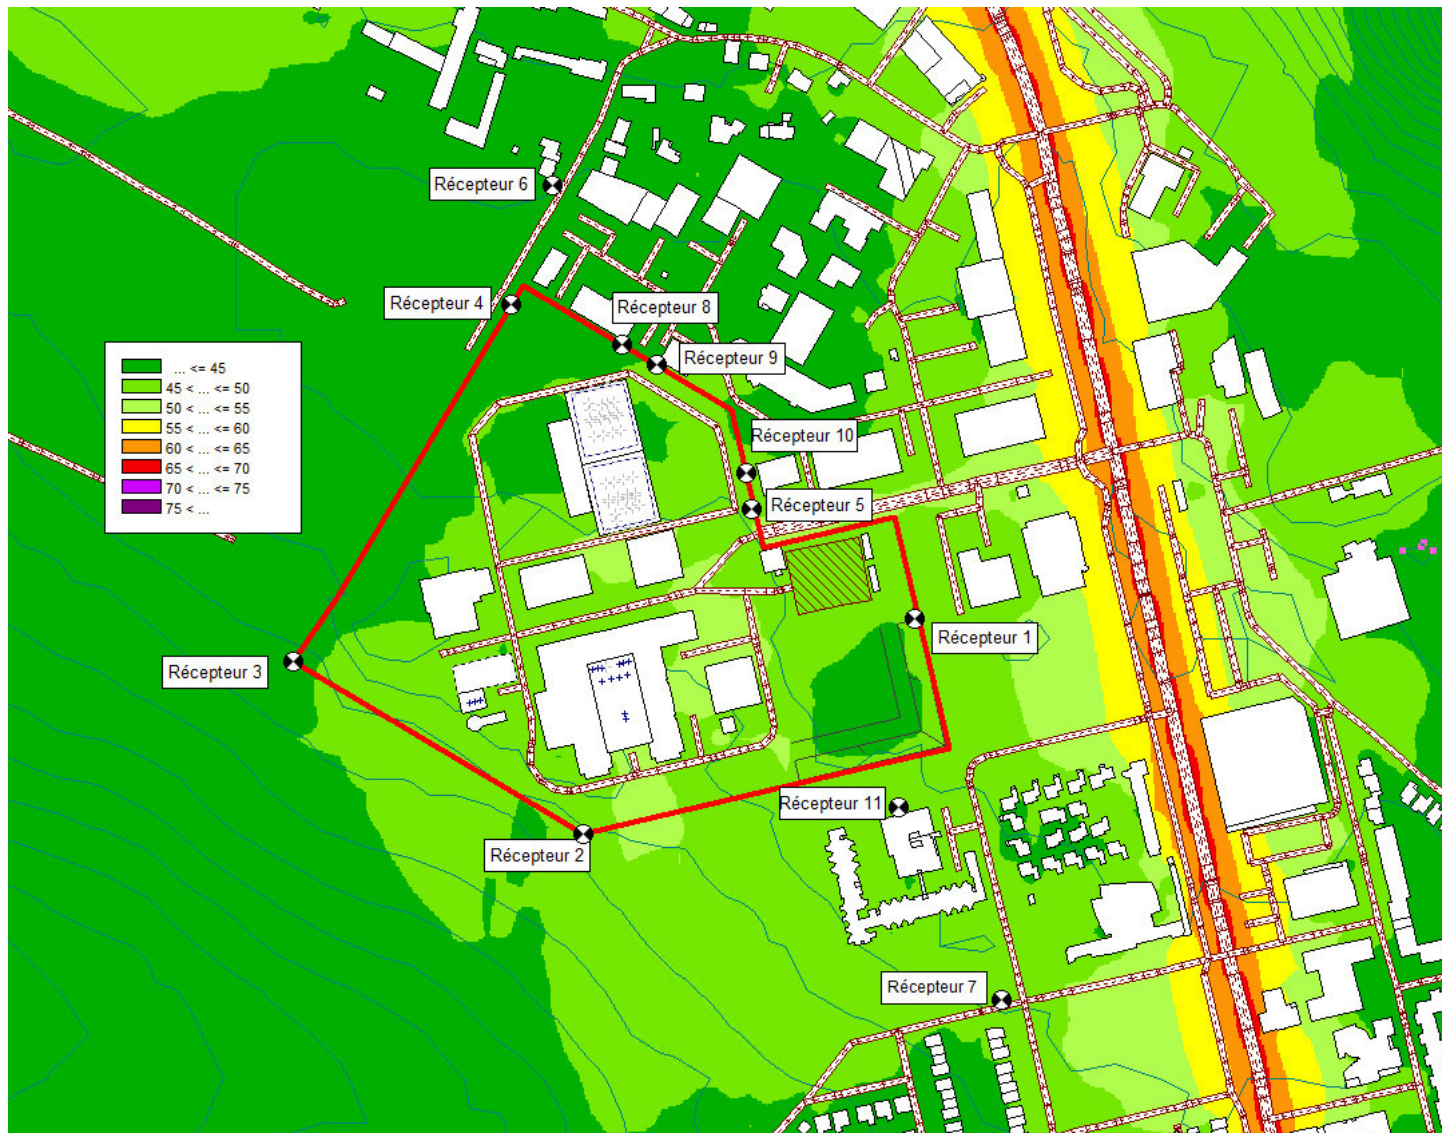 Récepteur 6
Récepteur 4
Récepteur 8
Récepteur 9
... <= 45
45 < ... <= 50
50 < ... <= 55
55 < ... <= 60
60 < ... <= 65
65 < ... <= 70
70 < ... <= 75
75 < ...
Récepteur 10
Récepteur 5
Récepteur 1
Récepteur 3
Récepteur 11
Récepteur 2
Récepteur 7